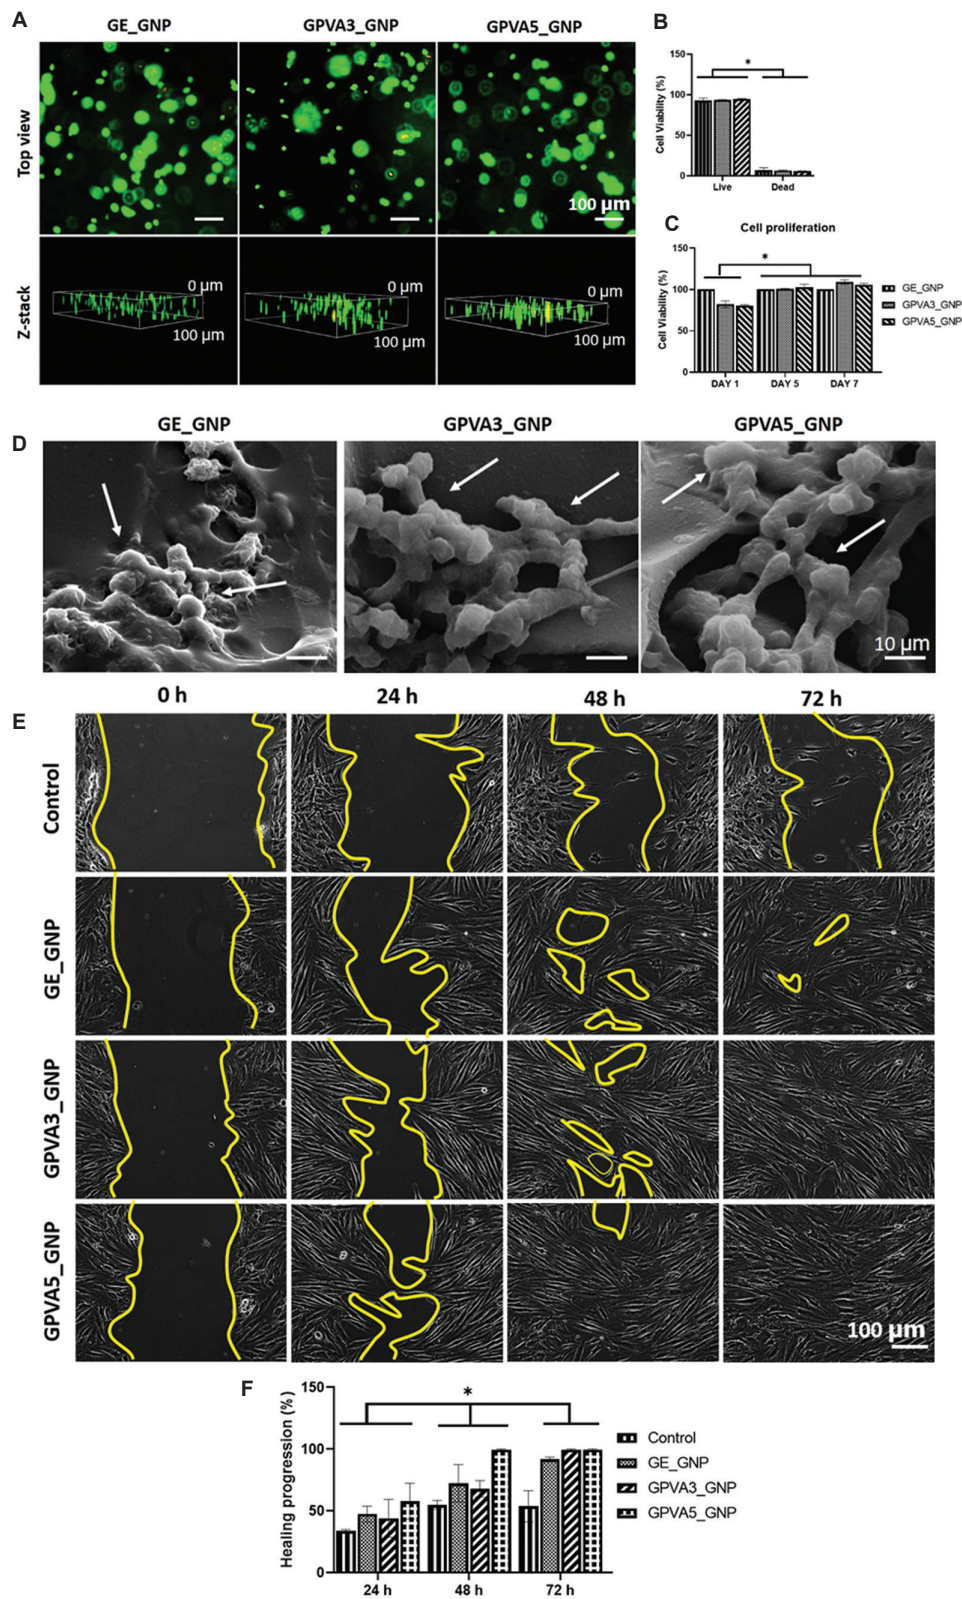 A
GE_GNP
GPVA3_GNP
GPVA5_GNP
Top view
100 µm
Z-stack
0 µm
100 µm
0 µm
100 µm
0 µm
100 µm
B
Cell Viability (%)
150
100
50
0
*
Live
Dead
C
Cell proliferation
Cell Viability (%)
150
100
50
0
*
DAY 1
DAY 5
DAY 7
GE_GNP
GPVA3_GNP
GPVA5_GNP
D
GE_GNP
GPVA3_GNP
GPVA5_GNP
10 µm
E
0 h
24 h
48 h
72 h
Control
GE_GNP
GPVA3_GNP
GPVA5_GNP
100 µm
F
Healing progression (%)
150
100
50
0
*
24 h
48 h
72 h
Control
GE_GNP
GPVA3_GNP
GPVA5_GNP